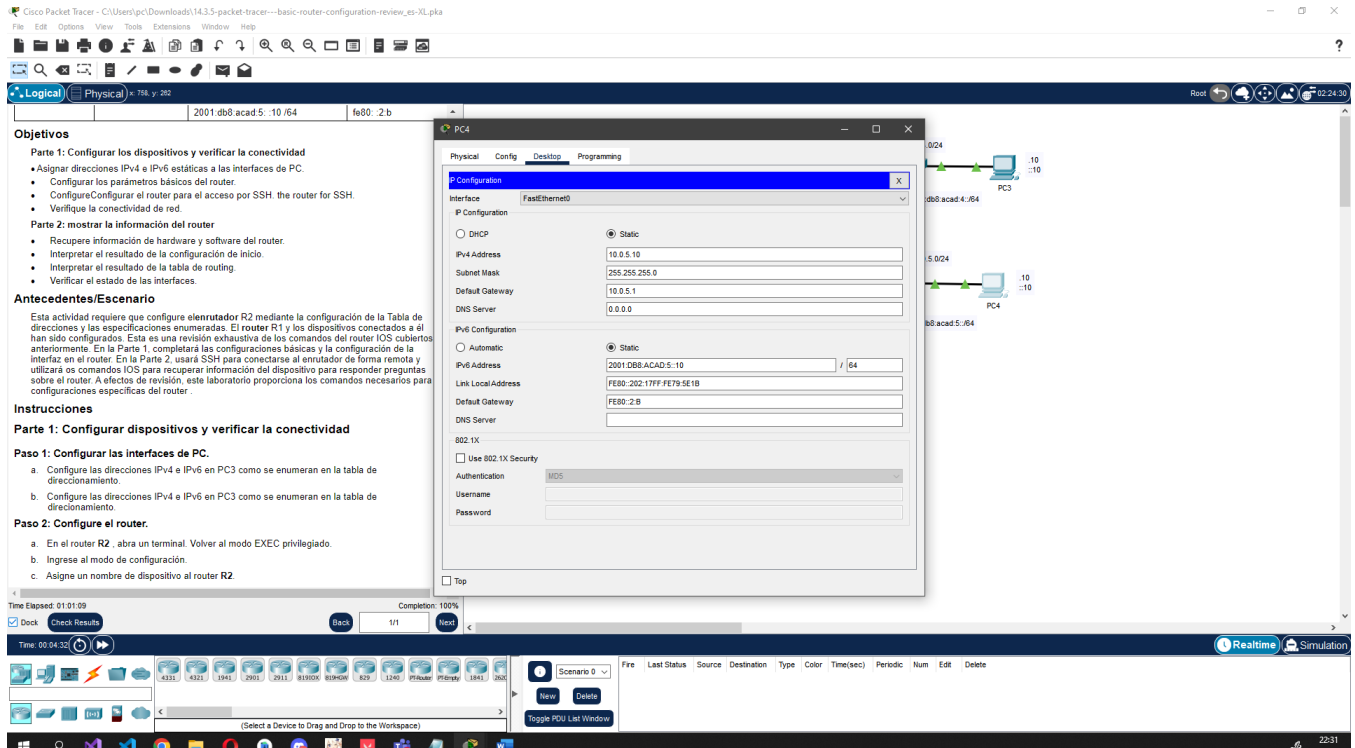 Cisco Packet Tracer - C:\Users\pc\Downloads\14.3.5-packet-tracer---basic-router-configuration-review_es-XL.pka
File Edit Options View Tools Extensions Window Help
?
Logical Physical x: 758, y: 262
Root 02:24:30
2001:db8:acad:5: :10 /64 fe80: :2:b
Objetivos
Parte 1: Configurar los dispositivos y verificar la conectividad
•Asignar direcciones IPv4 e IPv6 estáticas a las interfaces de PC.
• Configurar los parámetros básicos del router.
• ConfigureConfigurar el router para el acceso por SSH. the router for SSH.
• Verifique la conectividad de red.
Parte 2: mostrar la información del router
• Recupere información de hardware y software del router.
• Interpretar el resultado de la configuración de inicio.
• Interpretar el resultado de la tabla de routing.
• Verificar el estado de las interfaces.
Antecedentes/Escenario
Esta actividad requiere que configure elenrutador R2 mediante la configuración de la Tabla de
direcciones y las especificaciones enumeradas. El router R1 y los dispositivos conectados a él
han sido configurados. Esta es una revisión exhaustiva de los comandos del router IOS cubiertos
anteriormente. En la Parte 1, completará las configuraciones básicas y la configuración de la
interfaz en el router. En la Parte 2, usará SSH para conectarse al enrutador de forma remota y
utilizará os comandos IOS para recuperar información del dispositivo para responder preguntas
sobre el router. A efectos de revisión, este laboratorio proporciona los comandos necesarios para
configuraciones específicas del router .
Instrucciones
Parte 1: Configurar dispositivos y verificar la conectividad
Paso 1: Configurar las interfaces de PC.
a. Configure las direcciones IPv4 e IPv6 en PC3 como se enumeran en la tabla de
direccionamiento.
b. Configure las direcciones IPv4 e IPv6 en PC3 como se enumeran en la tabla de
direcionamiento.
Paso 2: Configure el router.
a. En el router R2 , abra un terminal. Volver al modo EXEC privilegiado.
b. Ingrese al modo de configuración.
c. Asigne un nombre de dispositivo al router R2.
Time Elapsed: 01:01:09 Completion: 100%
Dock Check Results Back 1/1 Next
PC4
Physical Config Desktop Programming
IP Configuration X
Interface FastEthernet0
IP Configuration
DHCP Static
IPv4 Address 10.0.5.10
Subnet Mask 255.255.255.0
Default Gateway 10.0.5.1
DNS Server 0.0.0.0
IPv6 Configuration
Automatic Static
IPv6 Address 2001:DB8:ACAD:5::10 / 64
Link Local Address FE80::202:17FF:FE79:5E1B
Default Gateway FE80::2:B
DNS Server
802.1X
Use 802.1X Security
Authentication MD5
Username
Password
Top
.0/24
.10
::10
PC3
:db8:acad:4::/64
.5.0/24
.10
::10
PC4
b8:acad:5::/64
Time: 00:04:32
Realtime Simulation
4331 4321 1941 2901 2911 819IOX 819HGW 829 1240 PT-Router PT-Empty 1841 262
(Select a Device to Drag and Drop to the Workspace)
Scenario 0
New Delete
Toggle PDU List Window
Fire Last Status Source Destination Type Color Time(sec) Periodic Num Edit Delete
22:31